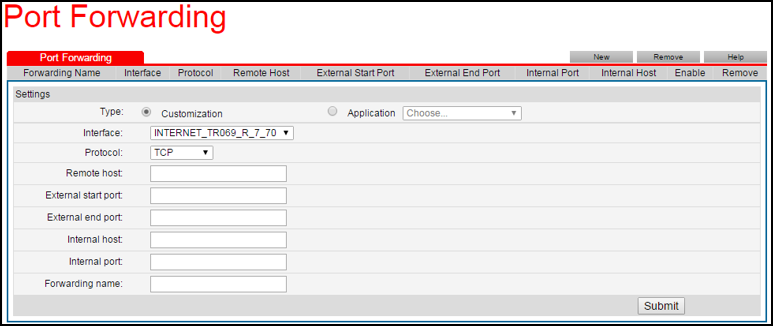 Port Forwarding
Port Forwarding New Remove Help
Forwarding Name Interface Protocol Remote Host External Start Port External End Port Internal Port Internal Host Enable Remove
Settings
Type: Customization Application Choose...
Interface: INTERNET_TR069_R_7_70
Protocol: TCP
Remote host:
External start port:
External end port:
Internal host:
Internal port:
Forwarding name:
Submit